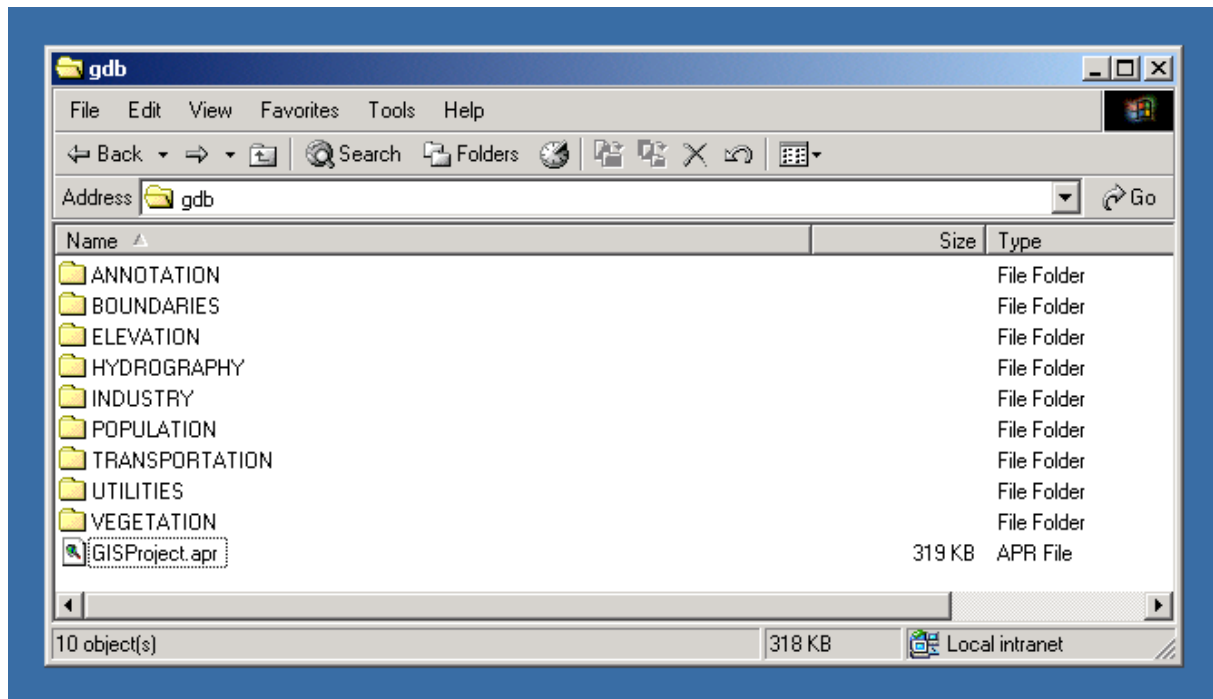 gdb
File Edit View Favorites Tools Help
Back Search Folders
Address gdb Go
Name Size Type
ANNOTATION File Folder
BOUNDARIES File Folder
ELEVATION File Folder
HYDROGRAPHY File Folder
INDUSTRY File Folder
POPULATION File Folder
TRANSPORTATION File Folder
UTILITIES File Folder
VEGETATION File Folder
GISProject.apr 319 KB APR File
10 object(s) 318 KB Local intranet